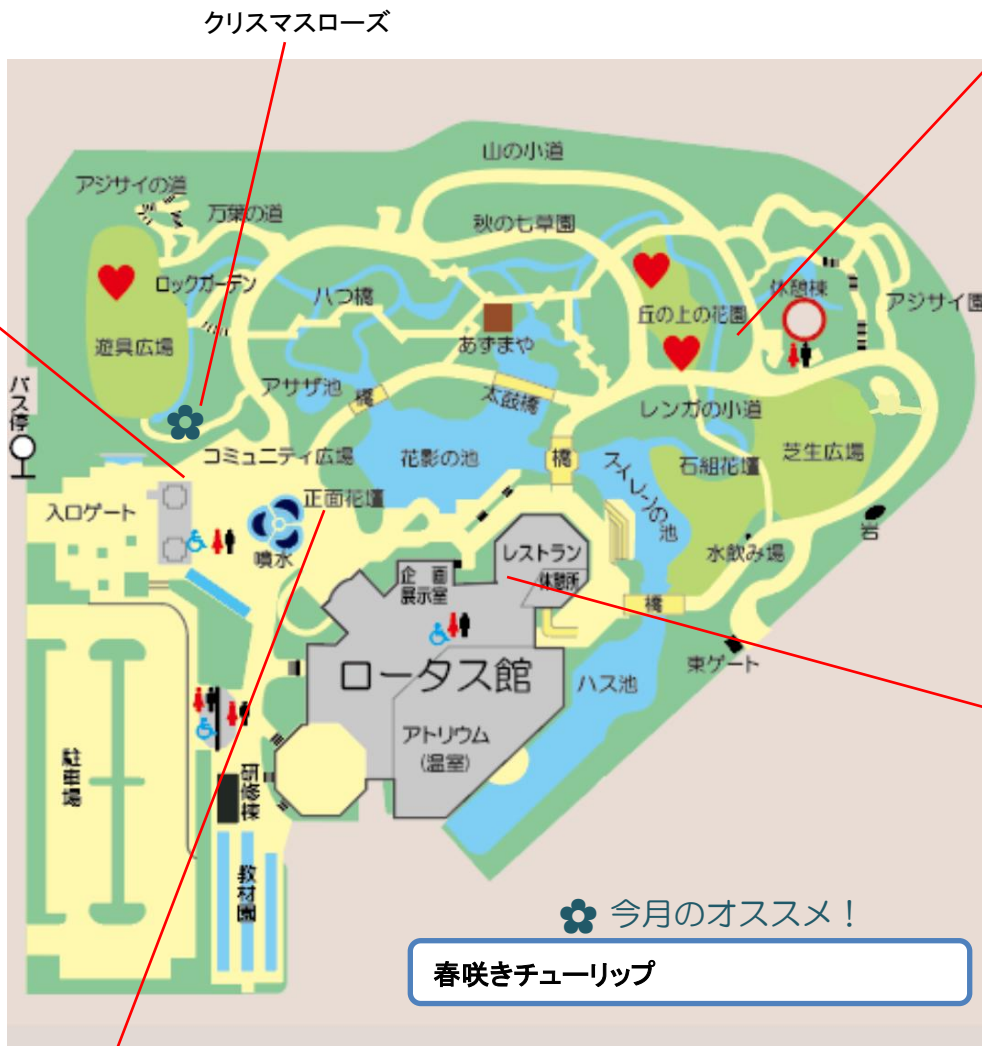 クリスマスローズ
山の小道
アジサイの道
万葉の道
秋の七草園
ロックガーデン
八つ橋
休憩棟
アジサイ園
丘の上の花園
遊具広場
あずまや
バス停
アサザ池
橋
太鼓橋
レンガの小道
コミュニティ広場
花影の池
橋
スイレンの池
石組花壇
芝生広場
入口ゲート
正面花壇
岩
噴水
レストラン
水飲み場
企画
展示室
休憩所
橋
東ゲート
ロータス館
ハス池
アトリウム
(温室)
駐車場
研修棟
教材園
今月のオススメ！
春咲きチューリップ